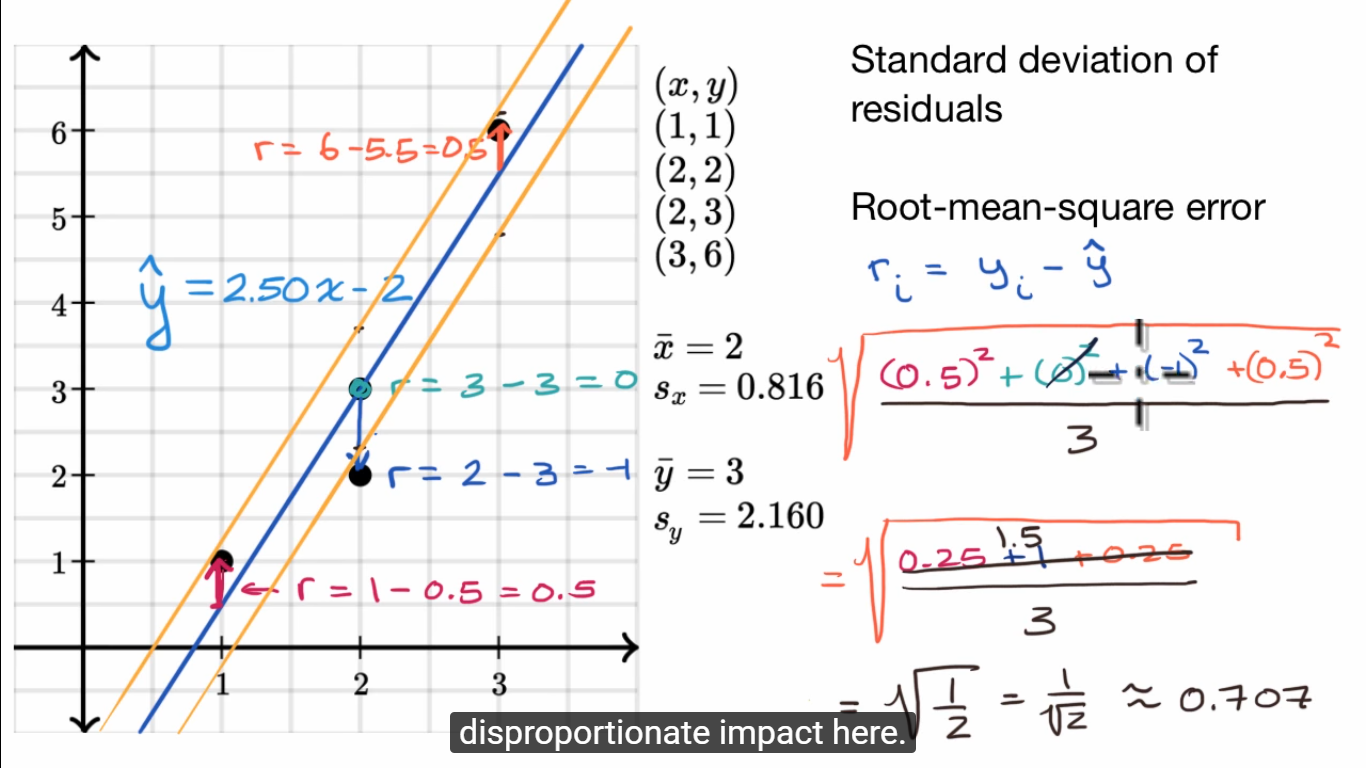 Standard deviation of
residuals
Root-mean-square error
rᵢ = yᵢ − ŷ
√((0.5)² + (0)² + (-1)² + (0.5)²
3
= √(0.25 + 1 + 0.25
1.5
3
= √(1/2) = 1/√2 ≈ 0.707
(x, y)
(1, 1)
(2, 2)
(2, 3)
(3, 6)
x̄ = 2
sₓ = 0.816
ȳ = 3
s_y = 2.160
6
5
4
3
2
1
1 2 3
r = 6 − 5.5 = 0.5
ŷ = 2.50x − 2
r = 3 − 3 = 0
r = 2 − 3 = -1
← r = 1 − 0.5 = 0.5
disproportionate impact here.